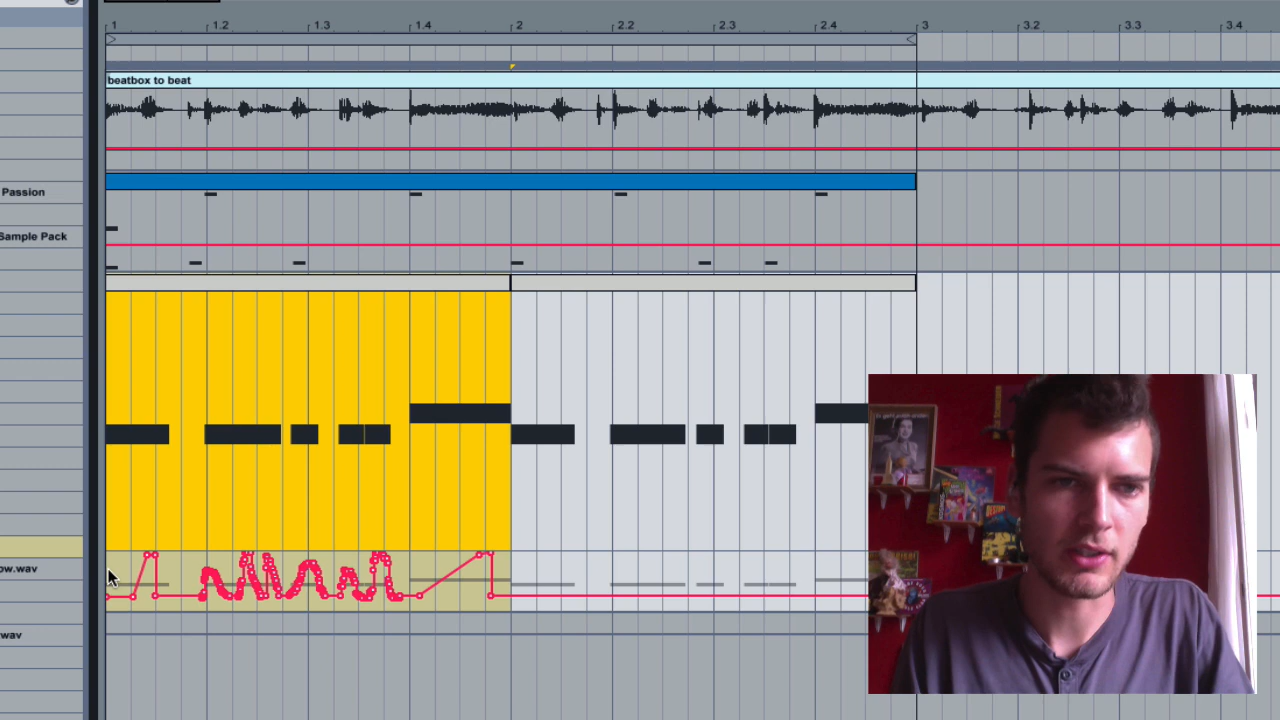 1 1.2 1.3 1.4 2 2.2 2.3 2.4 3 3.2 3.3 3.4
beatbox to beat
Passion
Sample Pack
ow.wav
wav